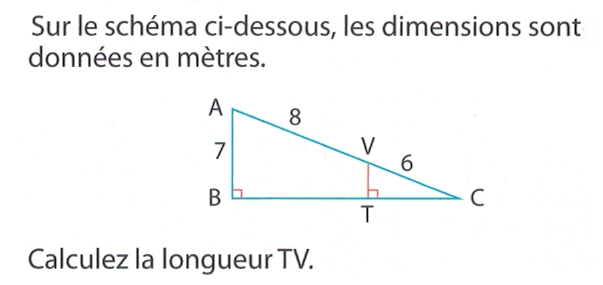 Sur le schéma ci-dessous, les dimensions sont
données en mètres.
A
8
7
V
6
B
C
T
Calculez la longueur TV.